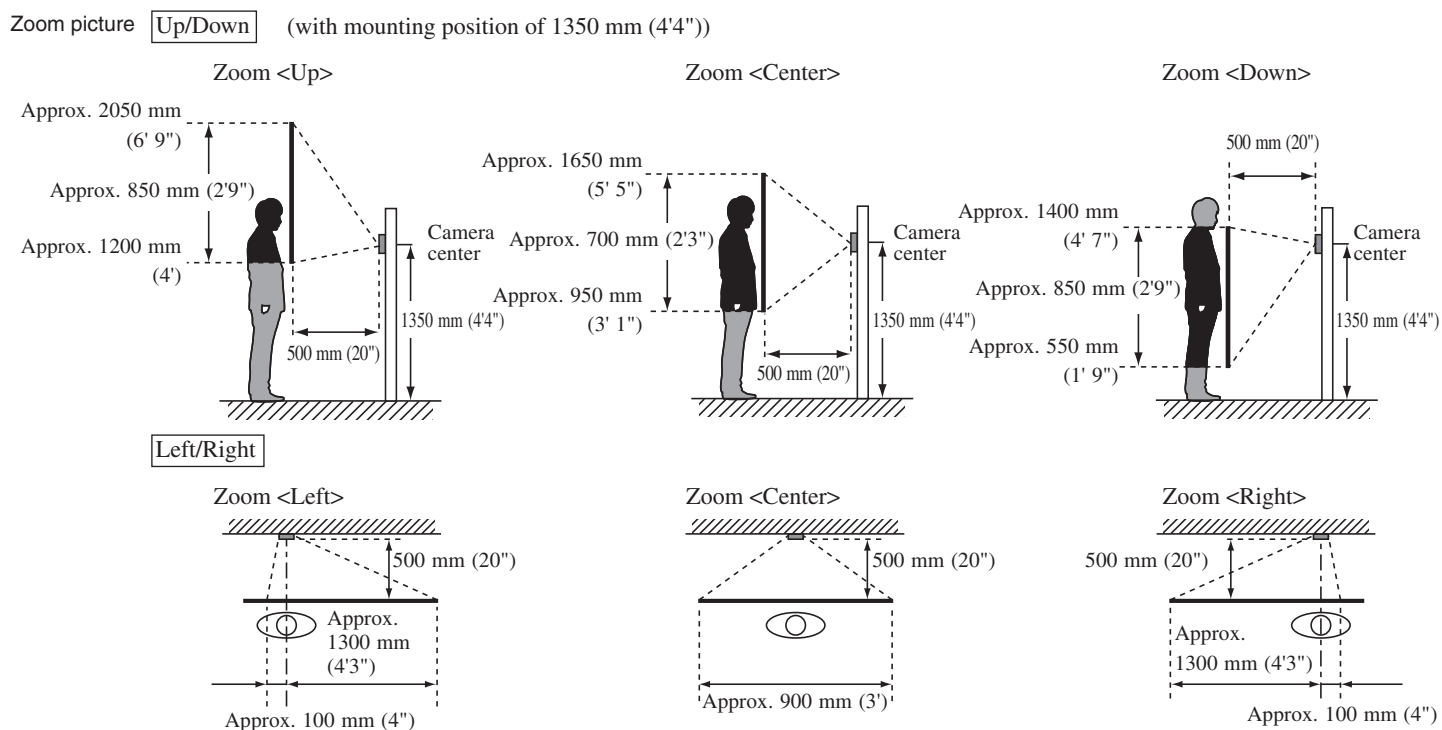 Zoom picture Up/Down (with mounting position of 1350 mm (4'4"))
Zoom <Up>
Approx. 2050 mm
(6' 9")
Approx. 850 mm (2'9")
Approx. 1200 mm
(4')
Camera
center
1350 mm (4'4")
500 mm (20")
Zoom <Center>
Approx. 1650 mm
(5' 5")
Approx. 700 mm (2'3")
Approx. 950 mm
(3' 1")
Camera
center
1350 mm (4'4")
500 mm (20")
Zoom <Down>
500 mm (20")
Approx. 1400 mm
(4' 7")
Approx. 850 mm (2'9")
Approx. 550 mm
(1' 9")
Camera
center
1350 mm (4'4")
Left/Right
Zoom <Left>
500 mm (20")
Approx.
1300 mm
(4'3")
Approx. 100 mm (4")
Zoom <Center>
500 mm (20")
Approx. 900 mm (3')
Zoom <Right>
500 mm (20")
Approx.
1300 mm (4'3")
Approx. 100 mm (4")